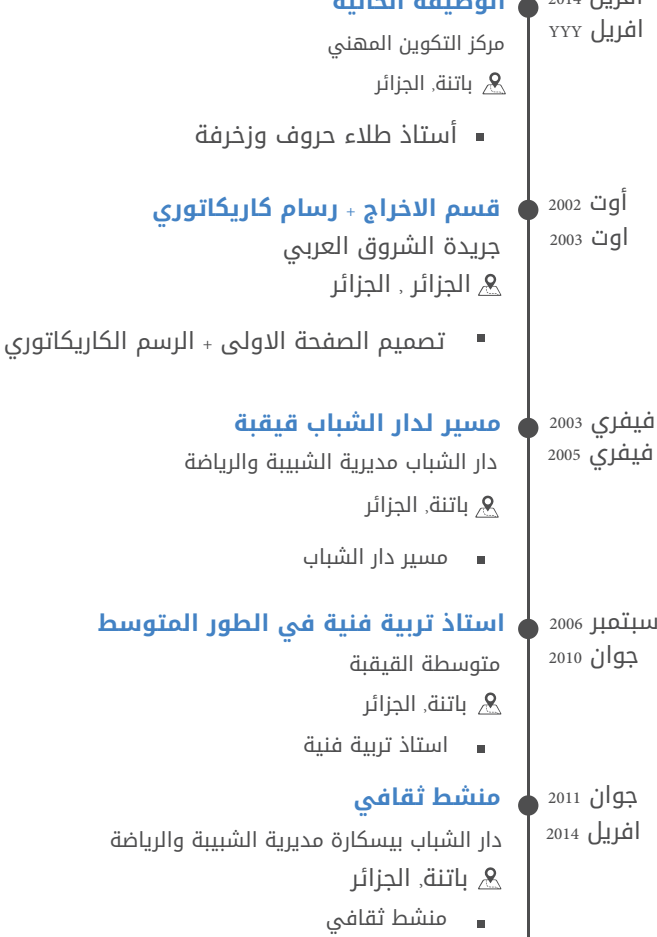 الوظيفة الحالية
افريل 2014
افريل YYY
مركز التكوين المهني
باتنة, الجزائر
▪ أستاذ طلاء حروف وزخرفة
أوت 2002
اوت 2003
قسم الاخراج + رسام كاريكاتوري
جريدة الشروق العربي
الجزائر , الجزائر
▪ تصميم الصفحة الاولى + الرسم الكاريكاتوري
فيفري 2003
فيفري 2005
مسير لدار الشباب قيقبة
دار الشباب مديرية الشبيبة والرياضة
باتنة, الجزائر
▪ مسير دار الشباب
سبتمبر 2006
جوان 2010
استاذ تربية فنية في الطور المتوسط
متوسطة القيقبة
باتنة, الجزائر
▪ استاذ تربية فنية
جوان 2011
افريل 2014
منشط ثقافي
دار الشباب بيسكارة مديرية الشبيبة والرياضة
باتنة, الجزائر
▪ منشط ثقافي